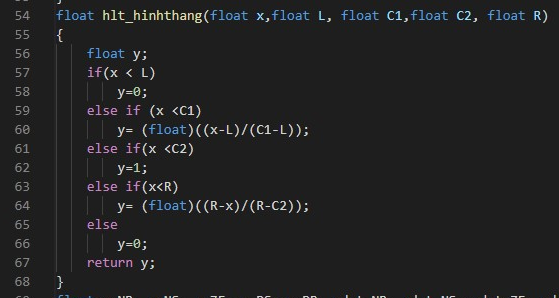 54 float hlt_hinhthang(float x,float L, float C1,float C2, float R)
55 {
56 float y;
57 if(x < L)
58 y=0;
59 else if (x <C1)
60 y= (float)((x-L)/(C1-L));
61 else if(x <C2)
62 y=1;
63 else if(x<R)
64 y= (float)((R-x)/(R-C2));
65 else
66 y=0;
67 return y;
68 }